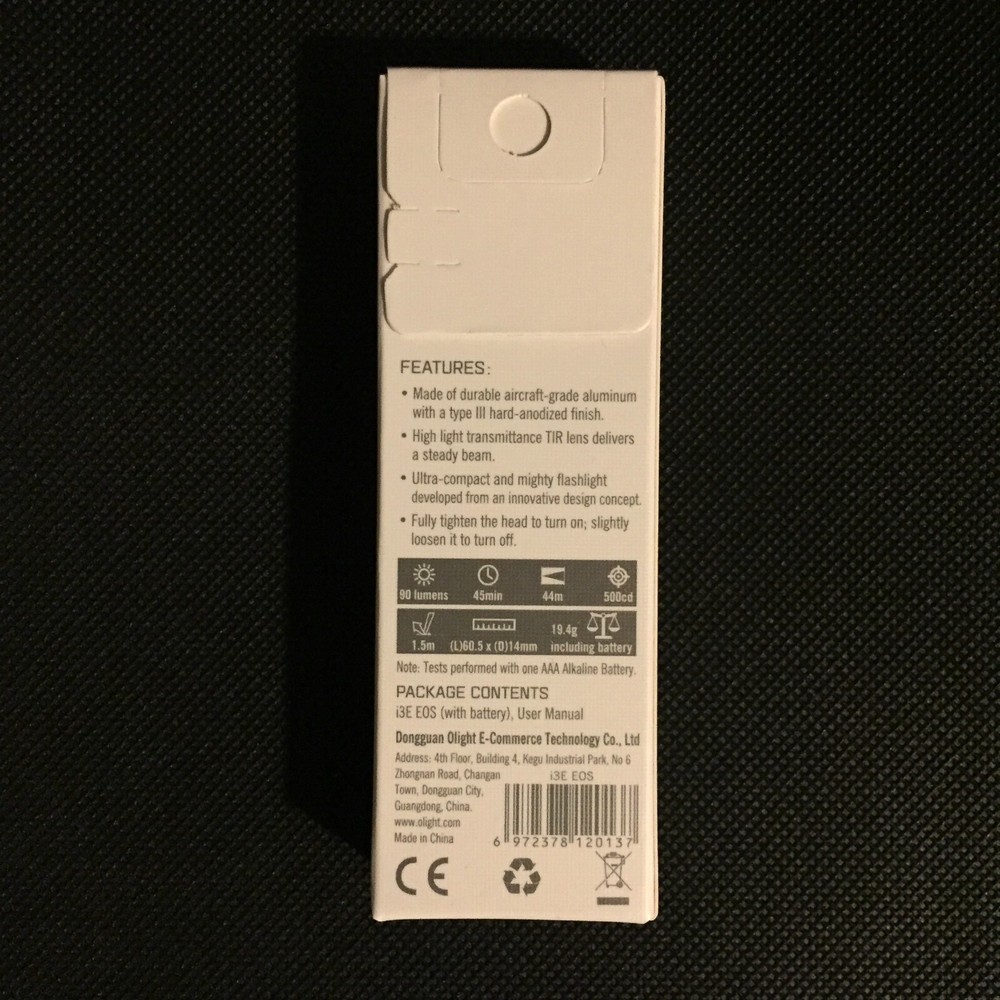 FEATURES:
• Made of durable aircraft-grade aluminum
with a type III hard-anodized finish.
• High light transmittance TIR lens delivers
a steady beam.
• Ultra-compact and mighty flashlight
developed from an innovative design concept.
• Fully tighten the head to turn on; slightly
loosen it to turn off.
90 lumens 45min 44m 500cd
19.4g
1.5m (L)60.5 x (D)14mm including battery
Note: Tests performed with one AAA Alkaline Battery.
PACKAGE CONTENTS
i3E EOS (with battery), User Manual
Dongguan Olight E-Commerce Technology Co., Ltd
Address: 4th Floor, Building 4, Kegu Industrial Park, No 6
Zhongnan Road, Changan
Town, Dongguan City,
Guangdong, China.
www.olight.com
Made in China
i3E EOS
6 972378 120137
CE